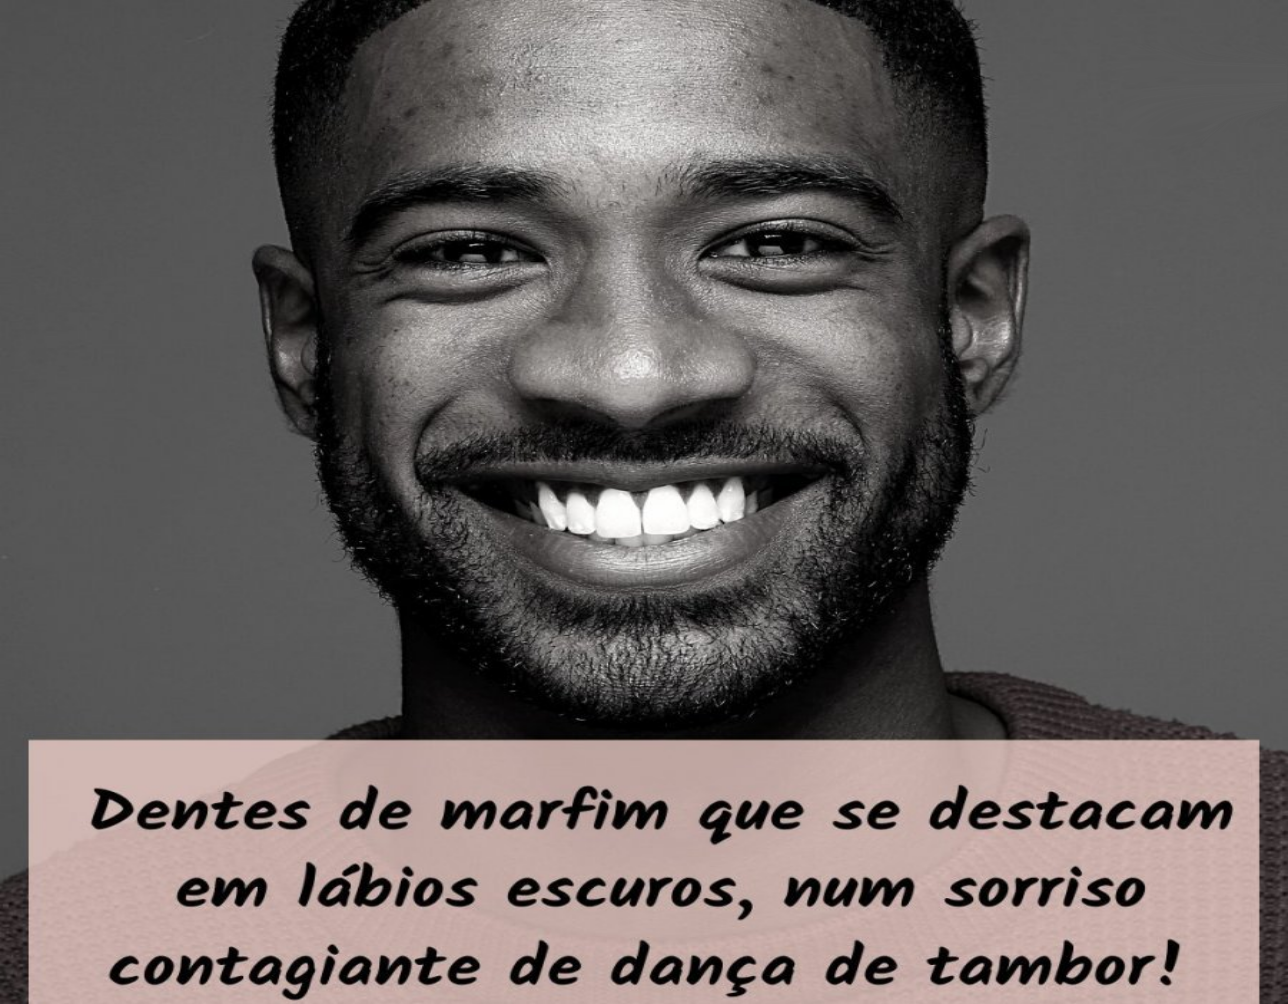 Dentes de marfim que se destacam
em lábios escuros, num sorriso
contagiante de dança de tambor!